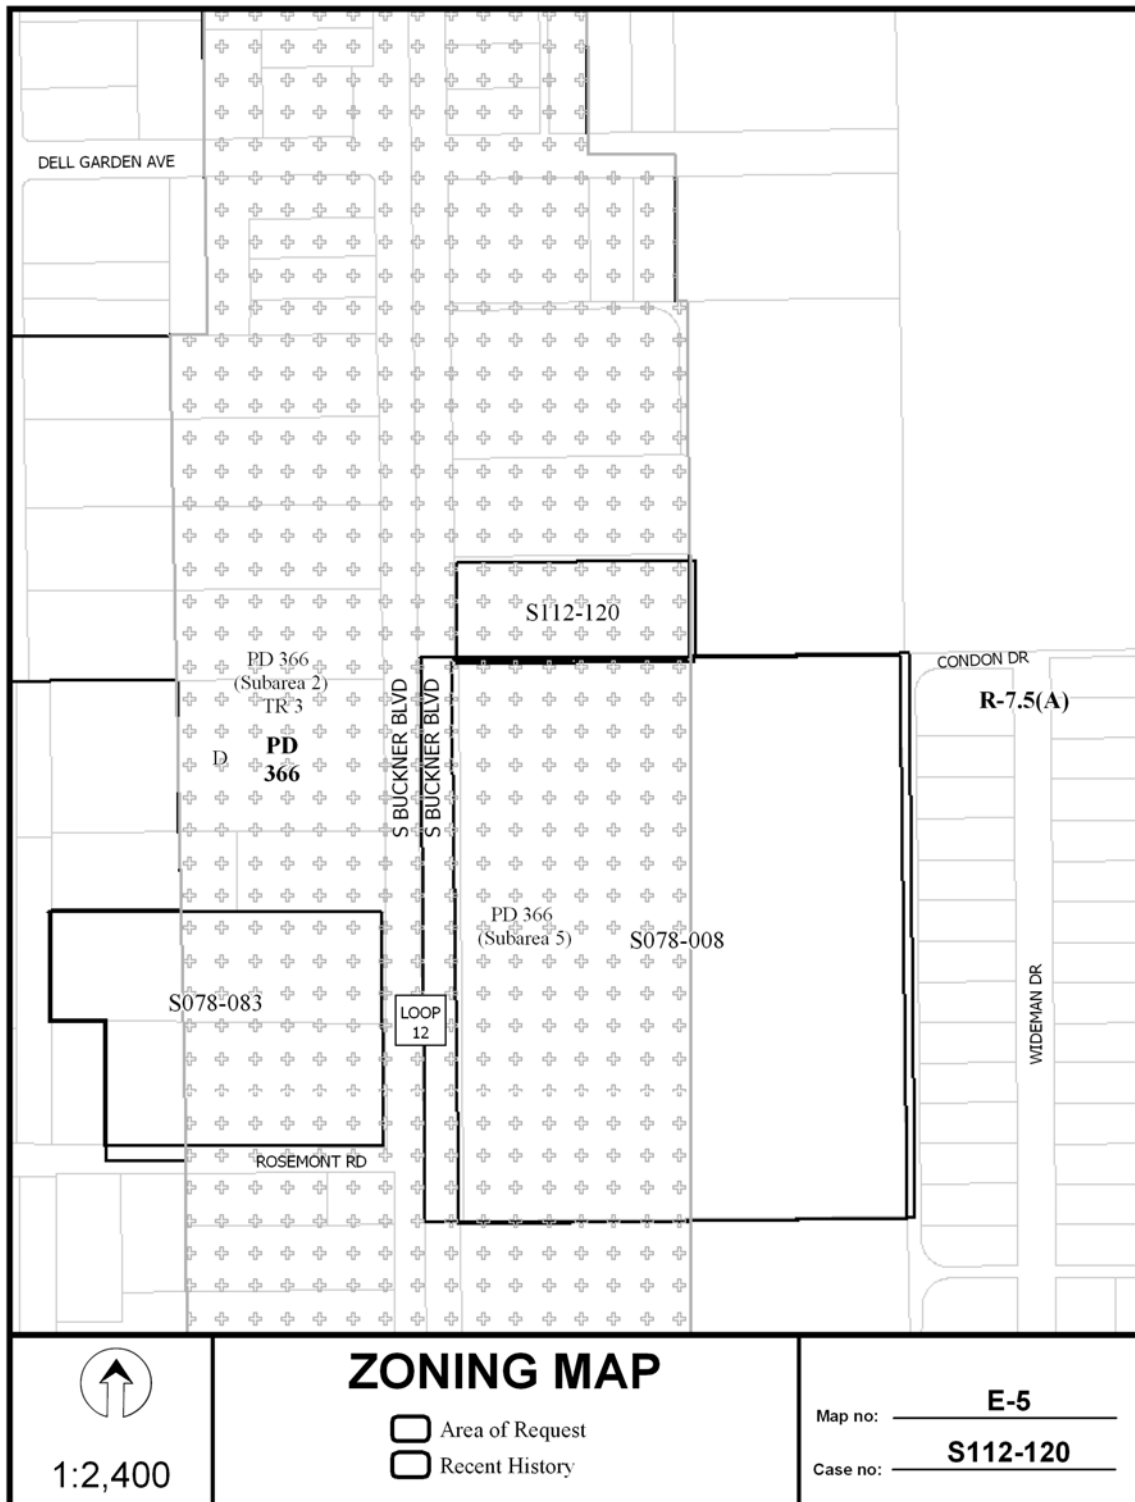 DELL GARDEN AVE
S112-120
CONDON DR
R-7.5(A)
PD 366
(Subarea 2)
TR 3
D
PD
366
S BUCKNER BLVD
S BUCKNER BLVD
PD 366
(Subarea 5)
S078-008
S078-083
LOOP
12
WIDEMAN DR
ROSEMONT RD
1:2,400
ZONING MAP
Area of Request
Recent History
Map no: E-5
Case no: S112-120